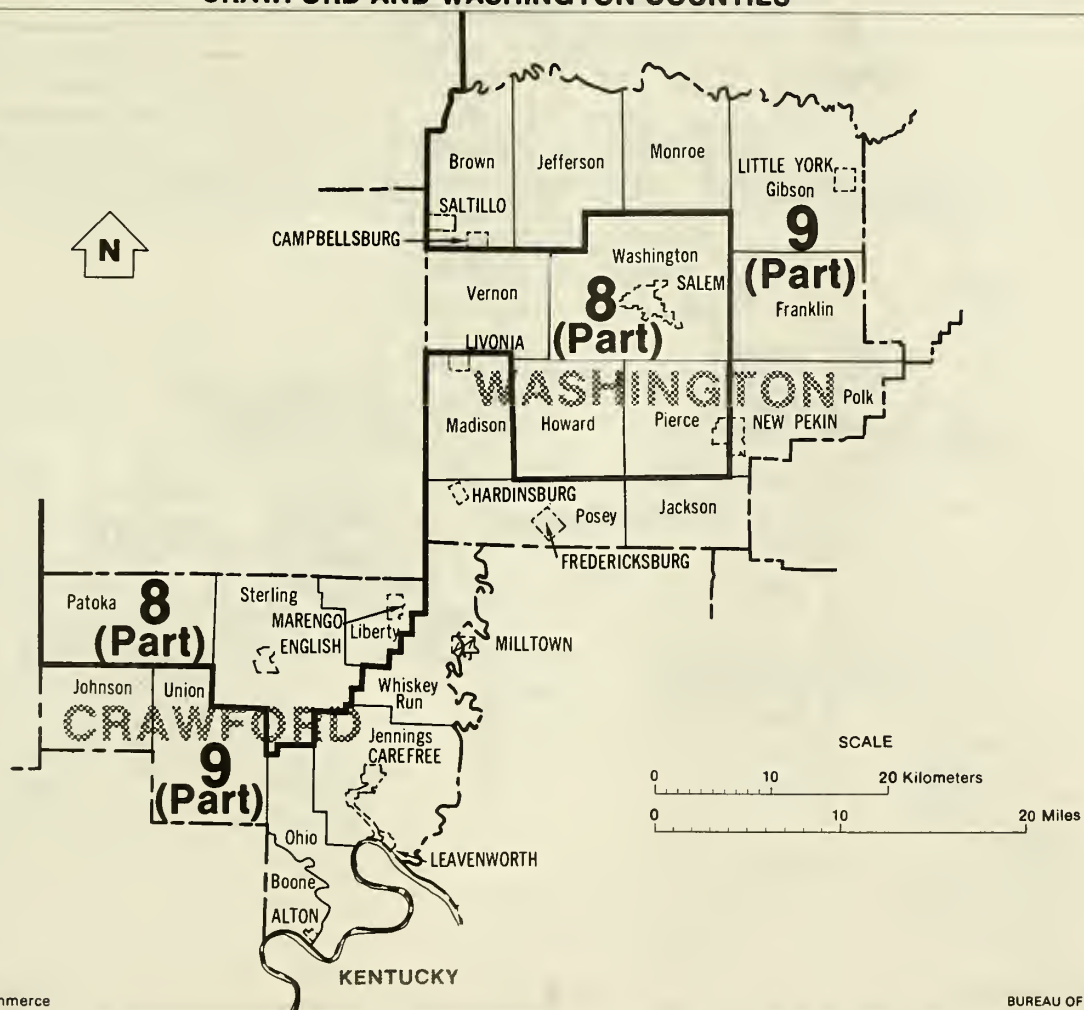 CRAWFORD AND WASHINGTON COUNTIES
Brown
Jefferson
Monroe
LITTLE YORK
Gibson
SALTILLO
CAMPBELLSBURG
9
(Part)
N
Washington
SALEM
Vernon
8
(Part)
Franklin
LIVONIA
WASHINGTON
Polk
Madison
Howard
Pierce
NEW PEKIN
HARDINSBURG
Posey
Jackson
FREDERICKSBURG
Patoka
8
(Part)
Sterling
MARENGO
Liberty
ENGLISH
MILLTOWN
Johnson
Union
Whiskey
Run
CRAWFORD
Jennings
CAREFREE
9
(Part)
SCALE
0 10 20 Kilometers
0 10 20 Miles
Ohio
LEAVENWORTH
Boone
ALTON
KENTUCKY
mmerce
BUREAU OF